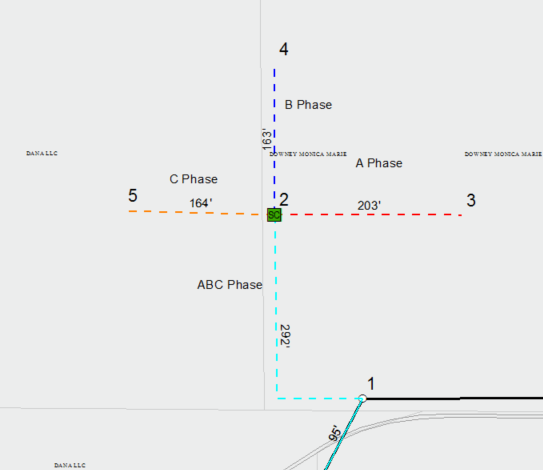 4
B Phase
163'
DANA LLC
DOWNEY MONICA MARIE
DOWNEY MONICA MARIE
A Phase
C Phase
5
164'
2
SC
203'
3
ABC Phase
292'
1
95'
DANA LLC